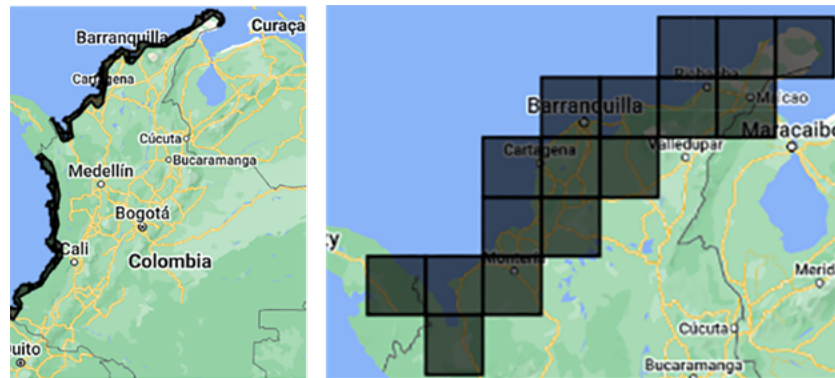 Barranquilla
Curaça
Cartagena
Cúcuta
Bucaramanga
Medellín
Bogotá
Cali
Colombia
uito
Riohacha
Maicao
Barranquilla
Maracaibo
Cartagena
Valledupar
ty
Montería
Merid
Cúcuta
Bucaramanga